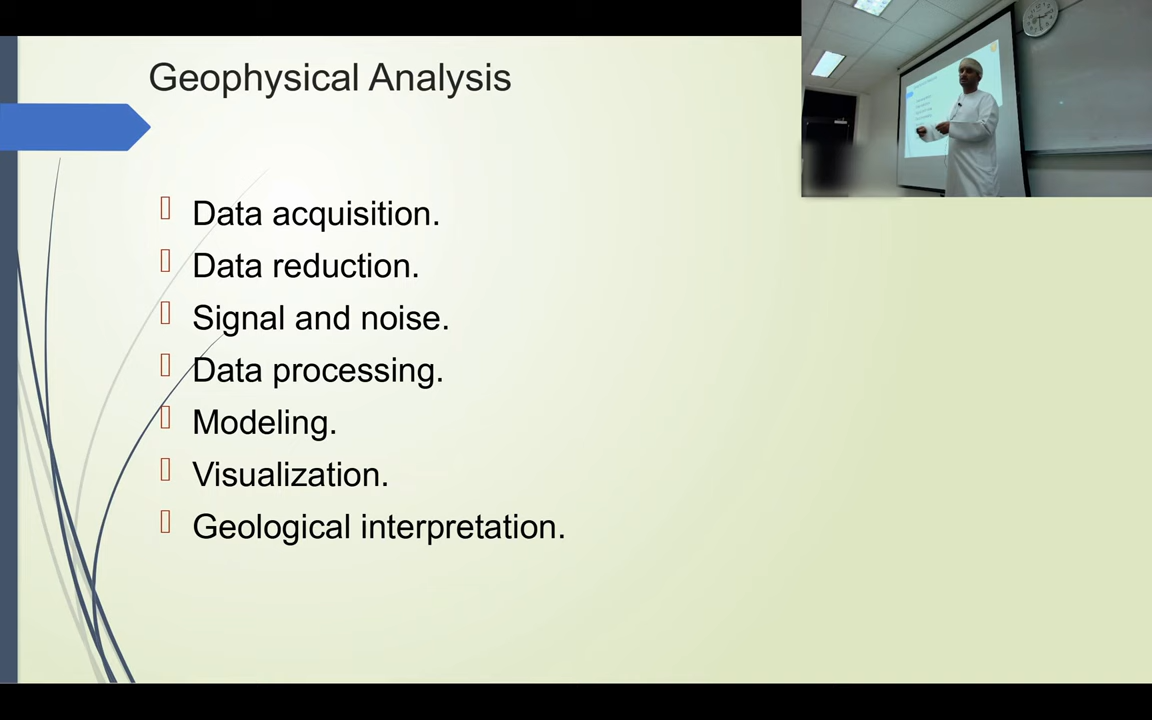 Geophysical Analysis
Data acquisition.
Data reduction.
Signal and noise.
Data processing.
Modeling.
Visualization.
Geological interpretation.